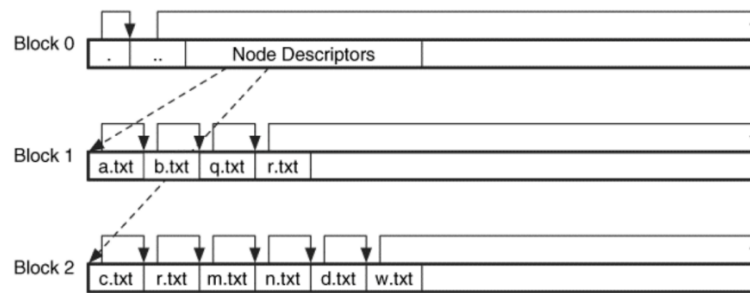 Block 0
. .. Node Descriptors
Block 1
a.txt b.txt q.txt r.txt
Block 2
c.txt r.txt m.txt n.txt d.txt w.txt